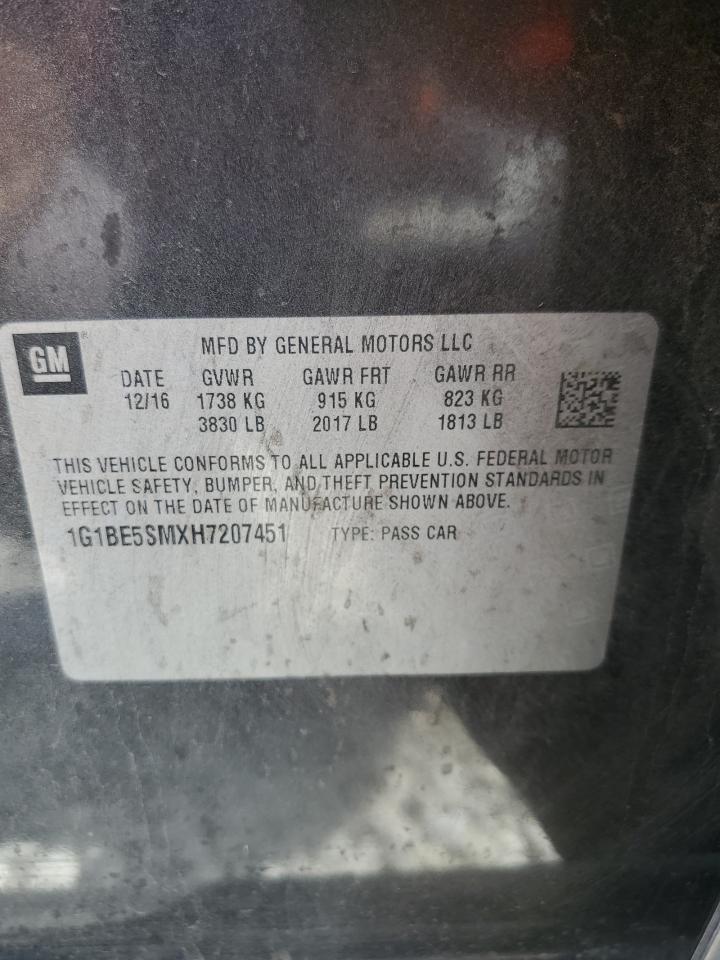 GM
MFD BY GENERAL MOTORS LLC
DATE GVWR GAWR FRT GAWR RR
12/16 1738 KG 915 KG 823 KG
3830 LB 2017 LB 1813 LB
THIS VEHICLE CONFORMS TO ALL APPLICABLE U.S. FEDERAL MOTOR
VEHICLE SAFETY, BUMPER, AND THEFT PREVENTION STANDARDS IN
EFFECT ON THE DATE OF MANUFACTURE SHOWN ABOVE.
1G1BE5SMXH7207451 TYPE: PASS CAR